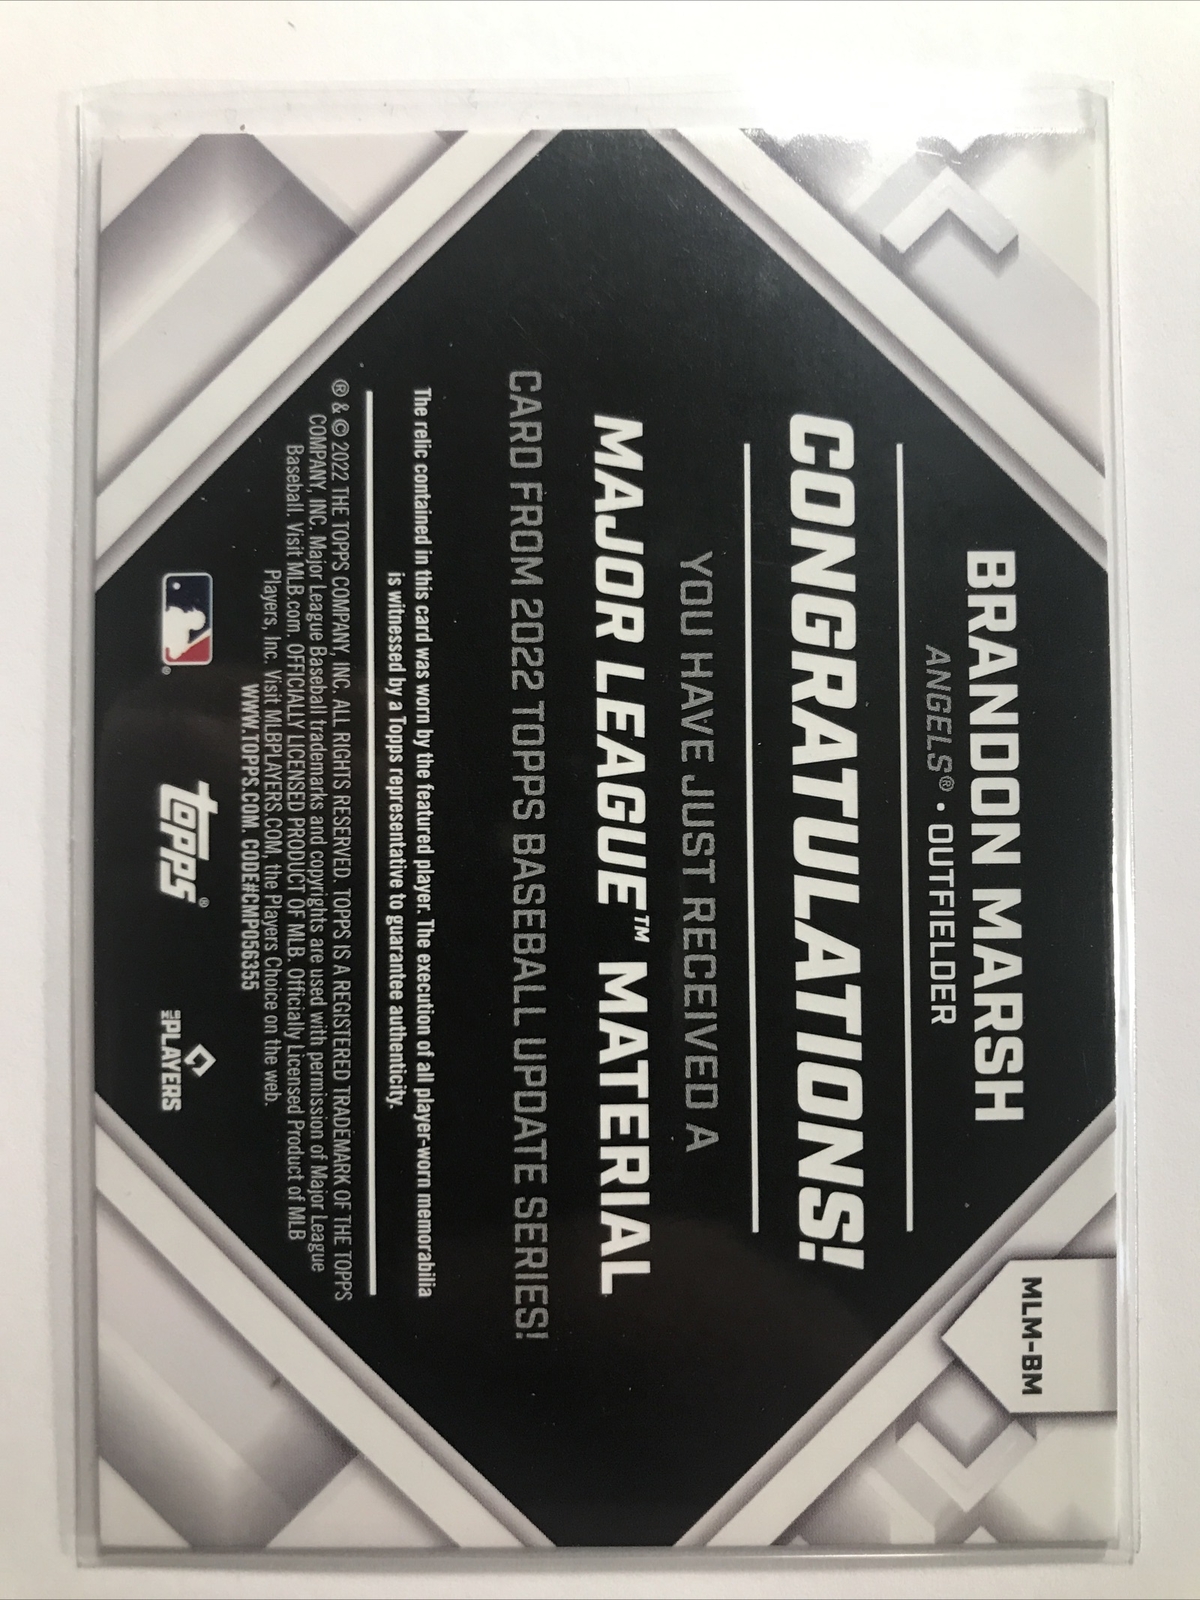 BRANDON MARSH
ANGELS® • OUTFIELDER
MLM-BM
CONGRATULATIONS!
YOU HAVE JUST RECEIVED A
MAJOR LEAGUE™ MATERIAL
CARD FROM 2022 TOPPS BASEBALL UPDATE SERIES!
The relic contained in this card was worn by the featured player. The execution of all player-worn memorabilia
is witnessed by a Topps representative to guarantee authenticity.
® & © 2022 THE TOPPS COMPANY, INC. ALL RIGHTS RESERVED. TOPPS IS A REGISTERED TRADEMARK OF THE TOPPS
COMPANY, INC. Major League Baseball trademarks and copyrights are used with permission of Major League
Baseball. Visit MLB.com. OFFICIALLY LICENSED PRODUCT OF MLB. Officially Licensed Product of MLB
Players, Inc. Visit MLBPLAYERS.COM, the Players Choice on the web.
WWW.TOPPS.COM. CODE#CMP056355
®
topps®
MLBPLAYERS